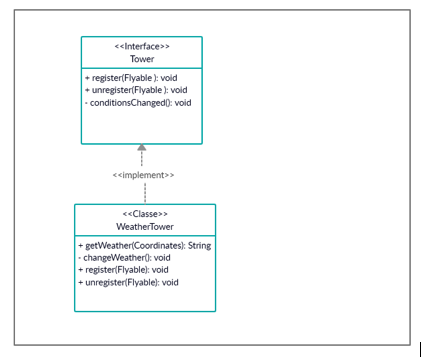 <<Interface>>
Tower
+ register(Flyable ): void
+ unregister(Flyable ): void
- conditionsChanged(): void
<<implement>>
<<Classe>>
WeatherTower
+ getWeather(Coordinates): String
- changeWeather(): void
+ register(Flyable): void
+ unregister(Flyable): void